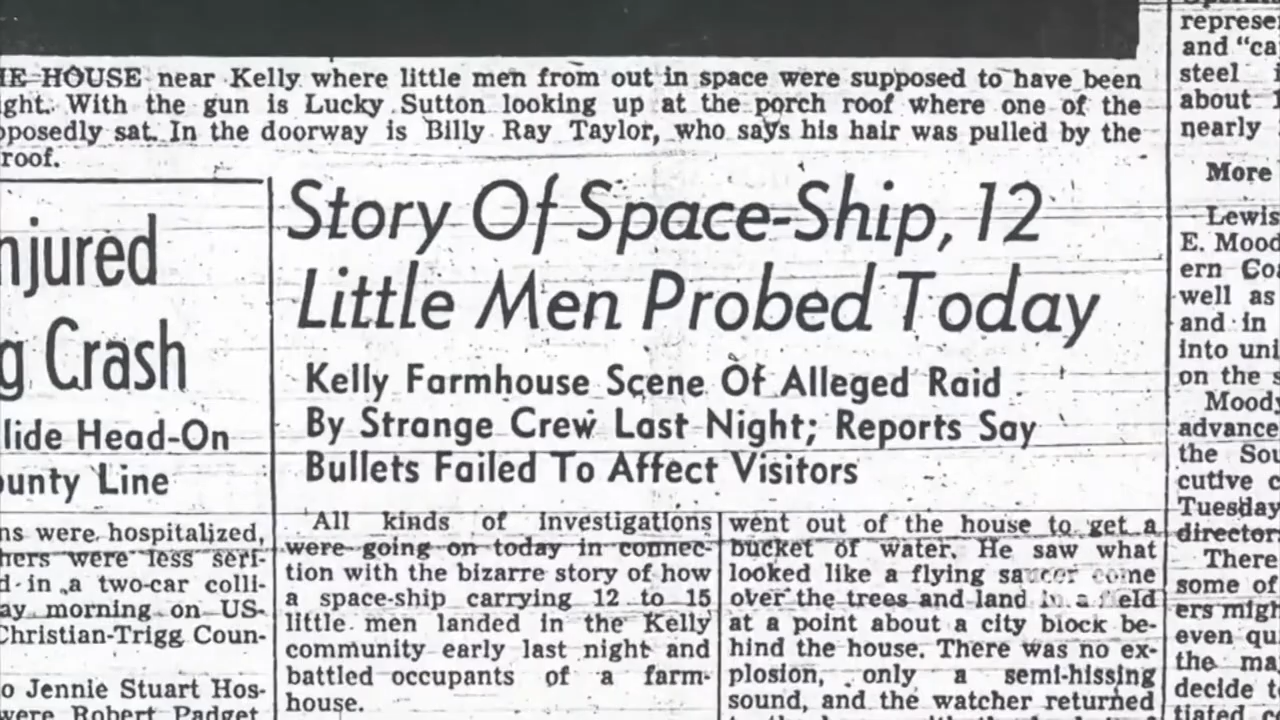 HE HOUSE near Kelly where little men from out in space were supposed to have been
ght. With the gun is Lucky Sutton looking up at the porch roof where one of the
pposedly sat. In the doorway is Billy Ray Taylor, who says his hair was pulled by the
roof.
njured
g Crash
lide Head-On
ounty Line
ns were hospitalized,
hers were less seri-
d in a two-car colli-
ay morning on US-
Christian-Trigg Coun-
o Jennie Stuart Hos-
were Robert Padget
Story Of Space-Ship, 12
Little Men Probed Today
Kelly Farmhouse Scene Of Alleged Raid
By Strange Crew Last Night; Reports Say
Bullets Failed To Affect Visitors
All kinds of investigations
were going on today in connec-
tion with the bizarre story of how
a space-ship carrying 12 to 15
little men landed in the Kelly
community early last night and
battled occupants of a farm-
house.
went out of the house to get a
bucket of water. He saw what
looked like a flying saucer come
over the trees and land in a field
at a point about a city block be-
hind the house. There was no ex-
plosion, only a semi-hissing
sound, and the watcher returned
represe
and "ca
steel
about
nearly
More
Lewis
E. Mood
ern Coa
well as
and in
into uni
on the s
Moody
advance
the Sou
cutive c
Tuesday
director
There
some of
ers migh
even qu
the ma
decide t
tiated co